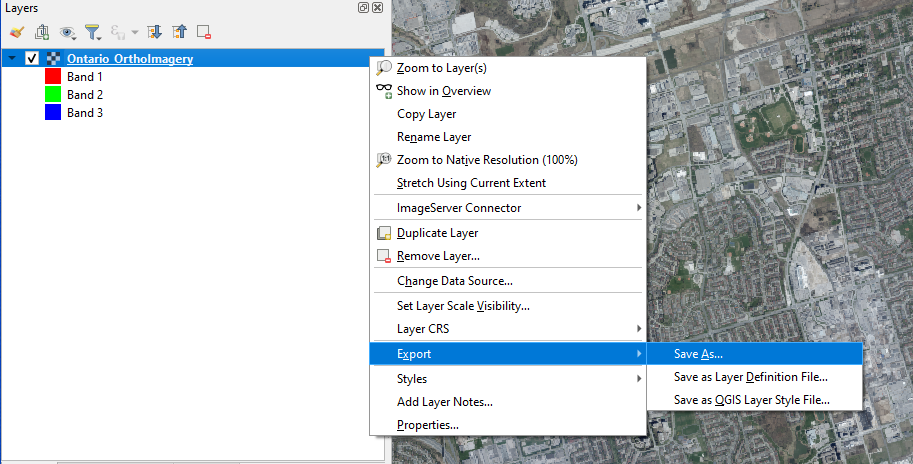 Layers
Ontario_OrthoImagery
Band 1
Band 2
Band 3
Zoom to Layer(s)
Show in Overview
Copy Layer
Rename Layer
1:1
Zoom to Native Resolution (100%)
Stretch Using Current Extent
ImageServer Connector
Duplicate Layer
Remove Layer...
Change Data Source...
Set Layer Scale Visibility...
Layer CRS
Export
Styles
Add Layer Notes...
Properties...
Save As...
Save as Layer Definition File...
Save as QGIS Layer Style File...